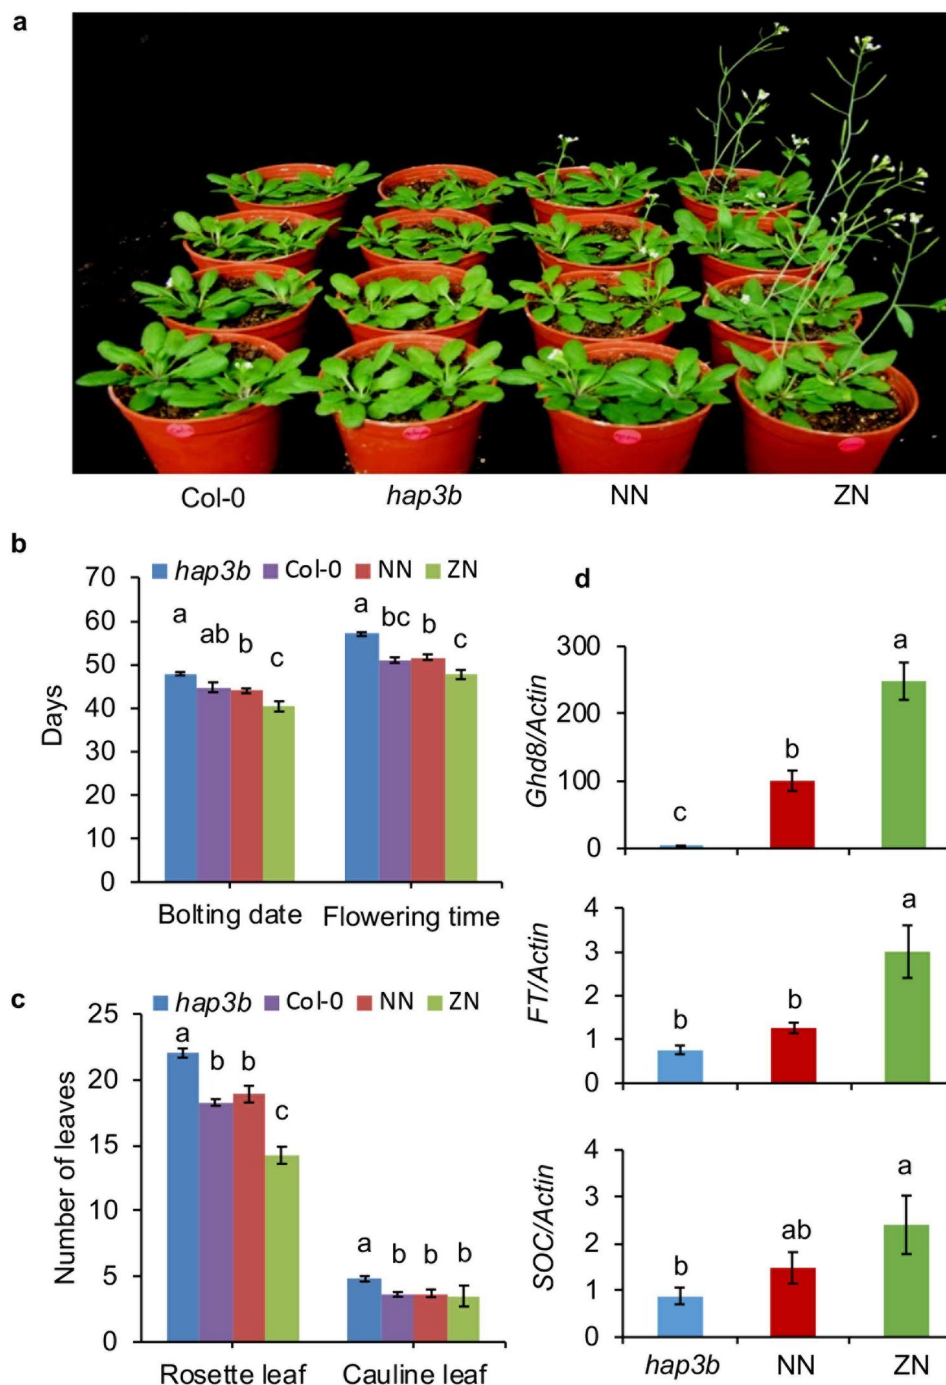 a
Col-0 hap3b NN ZN
b
hap3b Col-0 NN ZN
70
60
50
40
30
20
10
0
Days
a ab b c
a bc b c
Bolting date Flowering time
c
hap3b Col-0 NN ZN
25
20
15
10
5
0
Number of leaves
a b b c
a b b b
Rosette leaf Cauline leaf
d
300
200
100
0
Ghd8/Actin
c b a
4
3
2
1
0
FT/Actin
b b a
4
3
2
1
0
SOC/Actin
b ab a
hap3b NN ZN